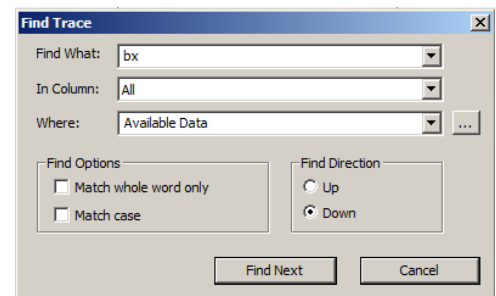 Find Trace
Find What: bx
In Column: All
Where: Available Data ...
Find Options Find Direction
Match whole word only Up
Match case Down
Find Next Cancel